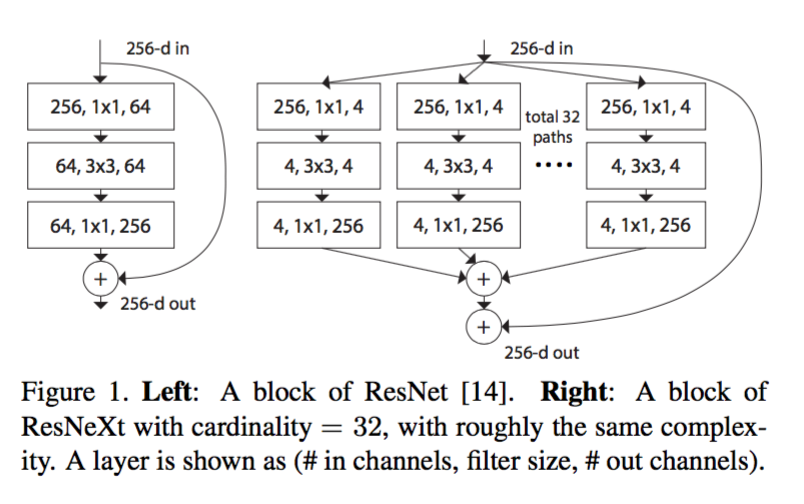 256-d in
256, 1x1, 64
64, 3x3, 64
64, 1x1, 256
+
256-d out
256-d in
256, 1x1, 4
256, 1x1, 4
total 32
paths
256, 1x1, 4
4, 3x3, 4
4, 3x3, 4
....
4, 3x3, 4
4, 1x1, 256
4, 1x1, 256
4, 1x1, 256
+
+
256-d out
Figure 1. Left: A block of ResNet [14]. Right: A block of
ResNeXt with cardinality = 32, with roughly the same complex-
ity. A layer is shown as (# in channels, filter size, # out channels).